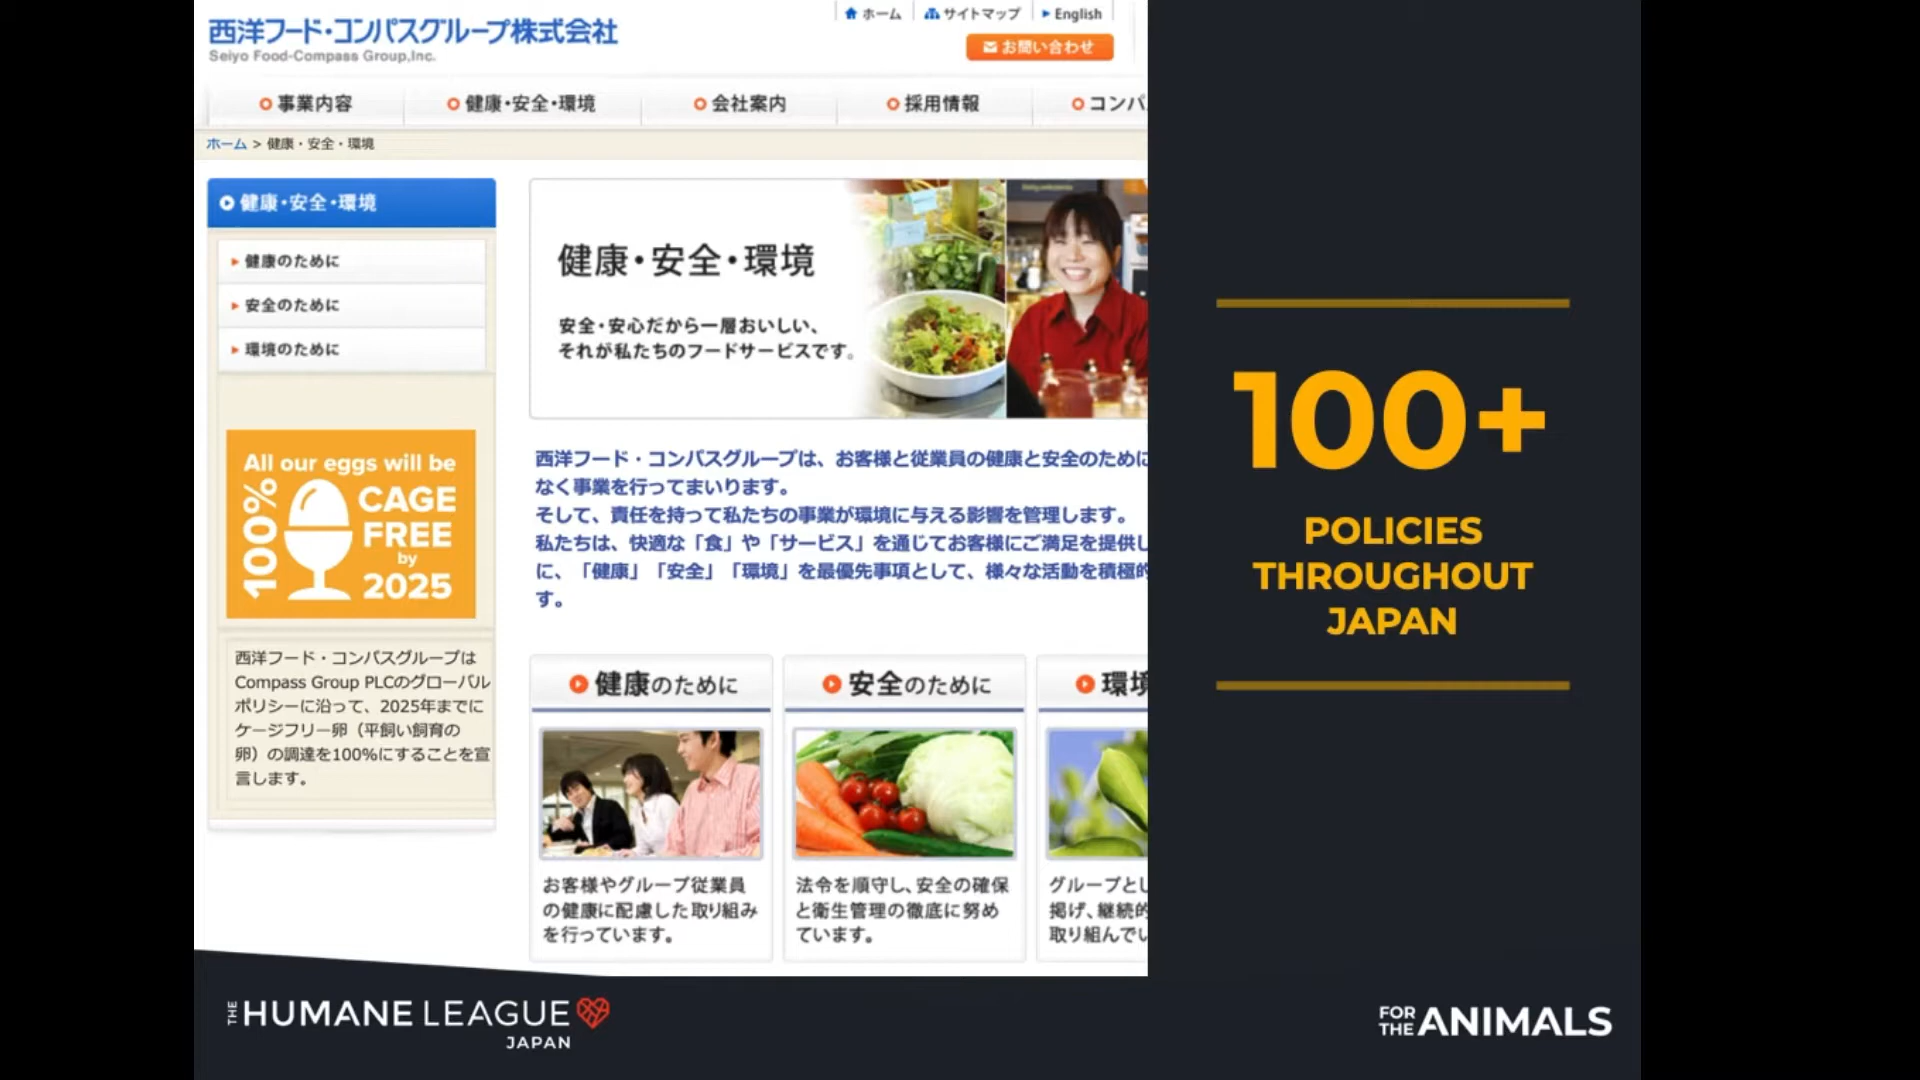 西洋フード・コンパスグループ株式会社
Seiyo Food-Compass Group,Inc.
ホーム
サイトマップ
English
お問い合わせ
事業内容
健康・安全・環境
会社案内
採用情報
コンパ
ホーム > 健康・安全・環境
健康・安全・環境
健康のために
安全のために
環境のために
All our eggs will be
100%
CAGE
FREE
by
2025
西洋フード・コンパスグループは
Compass Group PLCのグローバル
ポリシーに沿って、2025年までに
ケージフリー卵（平飼い飼育の
卵）の調達を100%にすることを宣
言します。
健康・安全・環境
安全・安心だから一層おいしい、
それが私たちのフードサービスです。
西洋フード・コンパスグループは、お客様と従業員の健康と安全のために
なく事業を行ってまいります。
そして、責任を持って私たちの事業が環境に与える影響を管理します。
私たちは、快適な「食」や「サービス」を通じてお客様にご満足を提供し
に、「健康」「安全」「環境」を最優先事項として、様々な活動を積極的
す。
健康のために
お客様やグループ従業員
の健康に配慮した取り組み
を行っています。
安全のために
法令を順守し、安全の確保
と衛生管理の徹底に努め
ています。
環境
グループとし
掲げ、継続的
取り組んでい
100+
POLICIES
THROUGHOUT
JAPAN
THE HUMANE LEAGUE
JAPAN
FOR THE ANIMALS